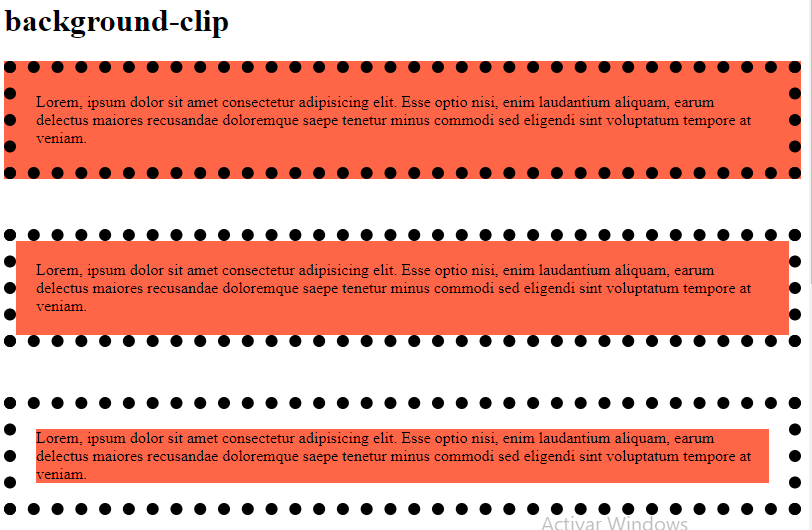 background-clip
Lorem, ipsum dolor sit amet consectetur adipisicing elit. Esse optio nisi, enim laudantium aliquam, earum
delectus maiores recusandae doloremque saepe tenetur minus commodi sed eligendi sint voluptatum tempore at
veniam.
Lorem, ipsum dolor sit amet consectetur adipisicing elit. Esse optio nisi, enim laudantium aliquam, earum
delectus maiores recusandae doloremque saepe tenetur minus commodi sed eligendi sint voluptatum tempore at
veniam.
Lorem, ipsum dolor sit amet consectetur adipisicing elit. Esse optio nisi, enim laudantium aliquam, earum
delectus maiores recusandae doloremque saepe tenetur minus commodi sed eligendi sint voluptatum tempore at
veniam.
Activar Windows